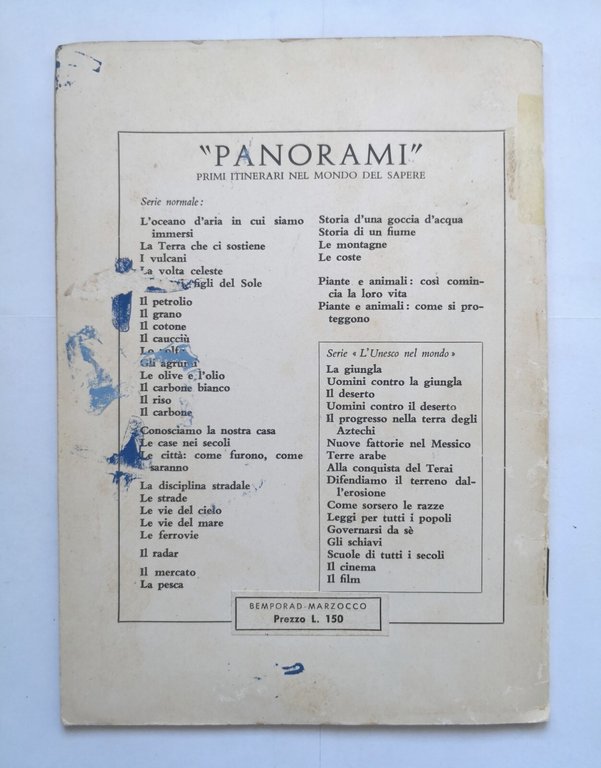 "PANORAMI"
PRIMI ITINERARI NEL MONDO DEL SAPERE
Serie normale:
L'oceano d'aria in cui siamo
immersi
La Terra che ci sostiene
I vulcani
La volta celeste
figli del Sole
Il petrolio
Il grano
Il cotone
Il caucciù
Lo zolfo
Gli agrumi
Le olive e l'olio
Il carbone bianco
Il riso
Il carbone
Conosciamo la nostra casa
Le case nei secoli
Le città: come furono, come
saranno
La disciplina stradale
Le strade
Le vie del cielo
Le vie del mare
Le ferrovie
Il radar
Il mercato
La pesca
Storia d'una goccia d'acqua
Storia di un fiume
Le montagne
Le coste
Piante e animali: così comin-
cia la loro vita
Piante e animali: come si pro-
teggono
Serie « L'Unesco nel mondo »
La giungla
Uomini contro la giungla
Il deserto
Uomini contro il deserto
Il progresso nella terra degli
Aztechi
Nuove fattorie nel Messico
Terre arabe
Alla conquista del Terai
Difendiamo il terreno dal-
l'erosione
Come sorsero le razze
Leggi per tutti i popoli
Governarsi da sè
Gli schiavi
Scuole di tutti i secoli
Il cinema
Il film
BEMPORAD-MARZOCCO
Prezzo L. 150